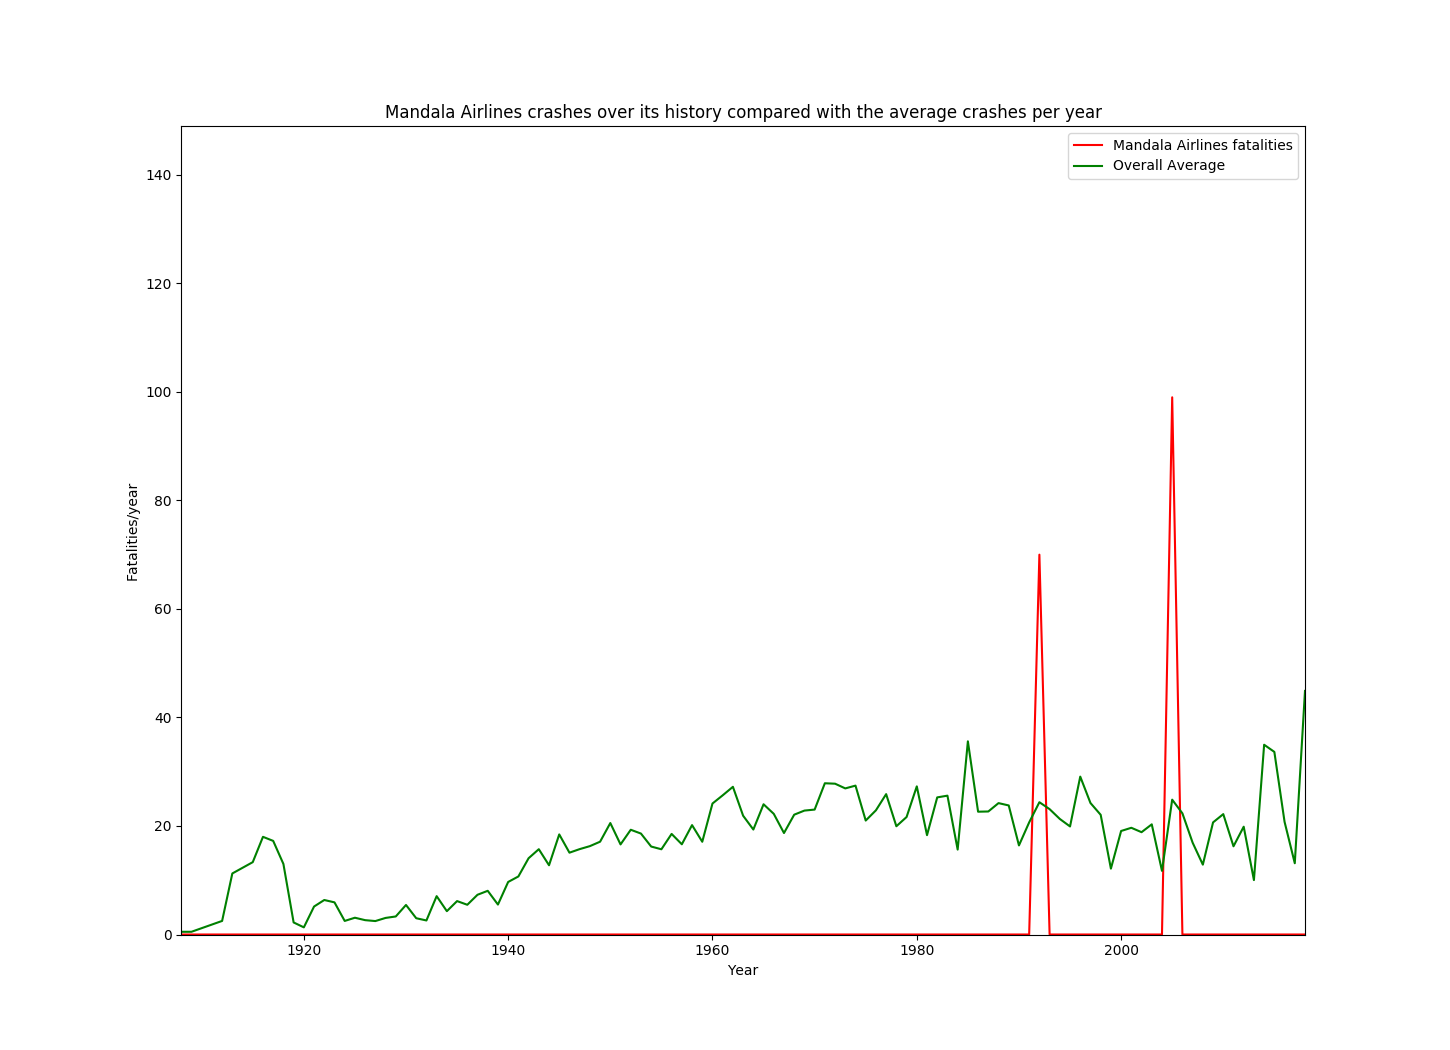 Mandala Airlines crashes over its history compared with the average crashes per year
Mandala Airlines fatalities
Overall Average
140
120
100
80
60
40
20
0
Fatalities/year
1920 1940 1960 1980 2000
Year